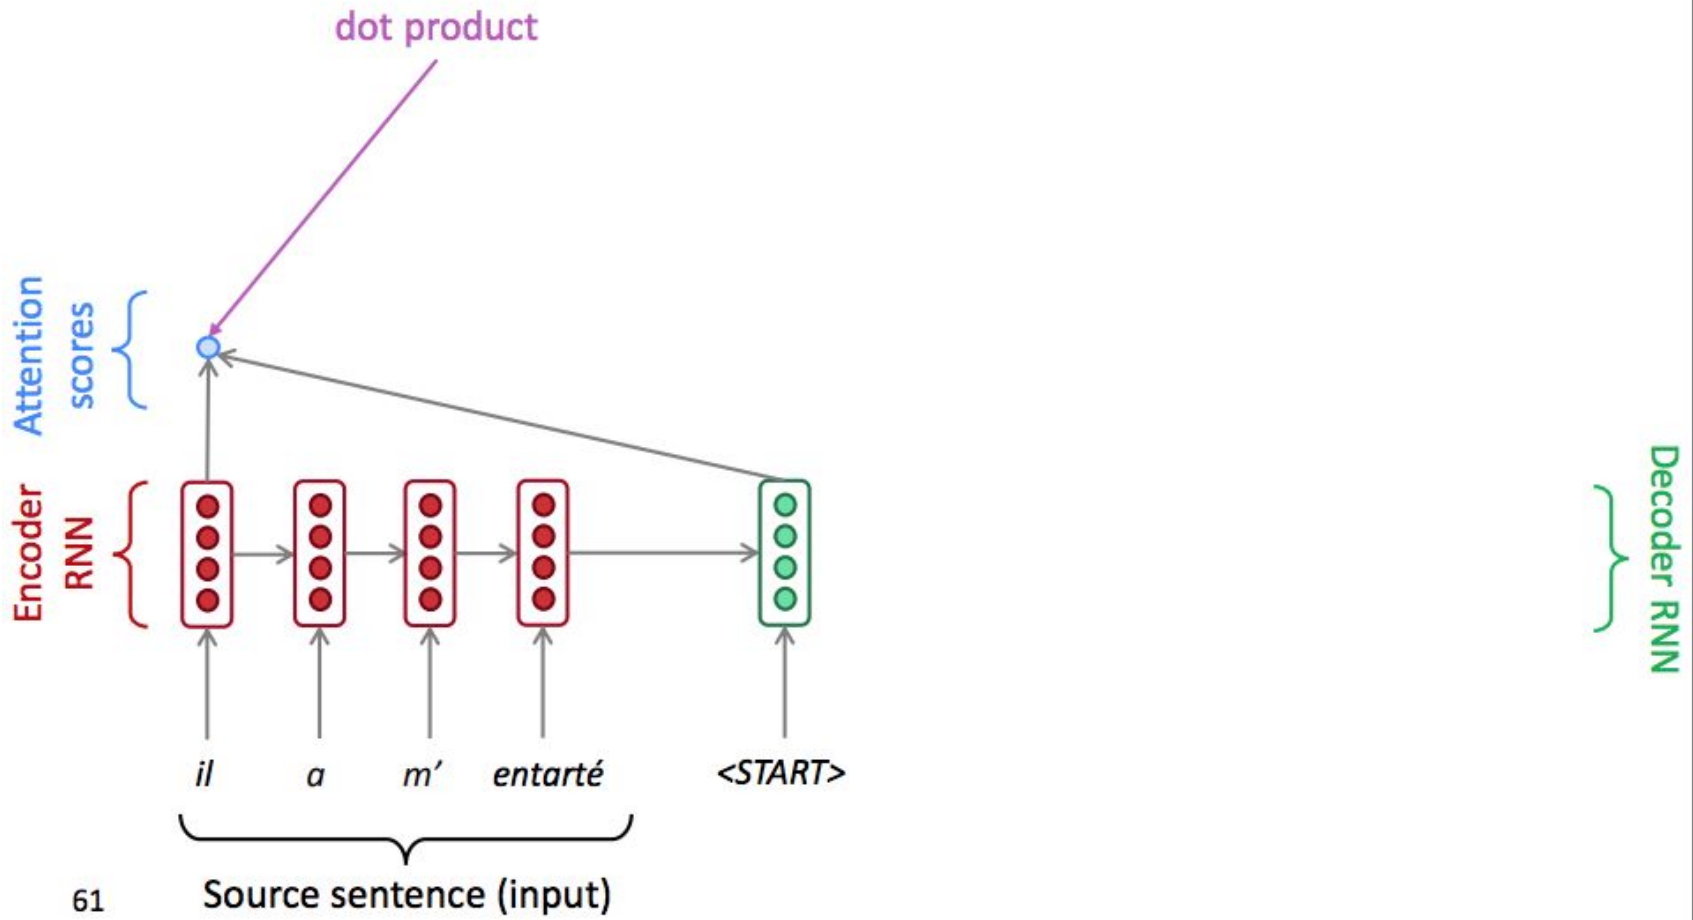 dot product
Attention
scores
Encoder
RNN
Decoder RNN
il a m’ entarté <START>
Source sentence (input)
61